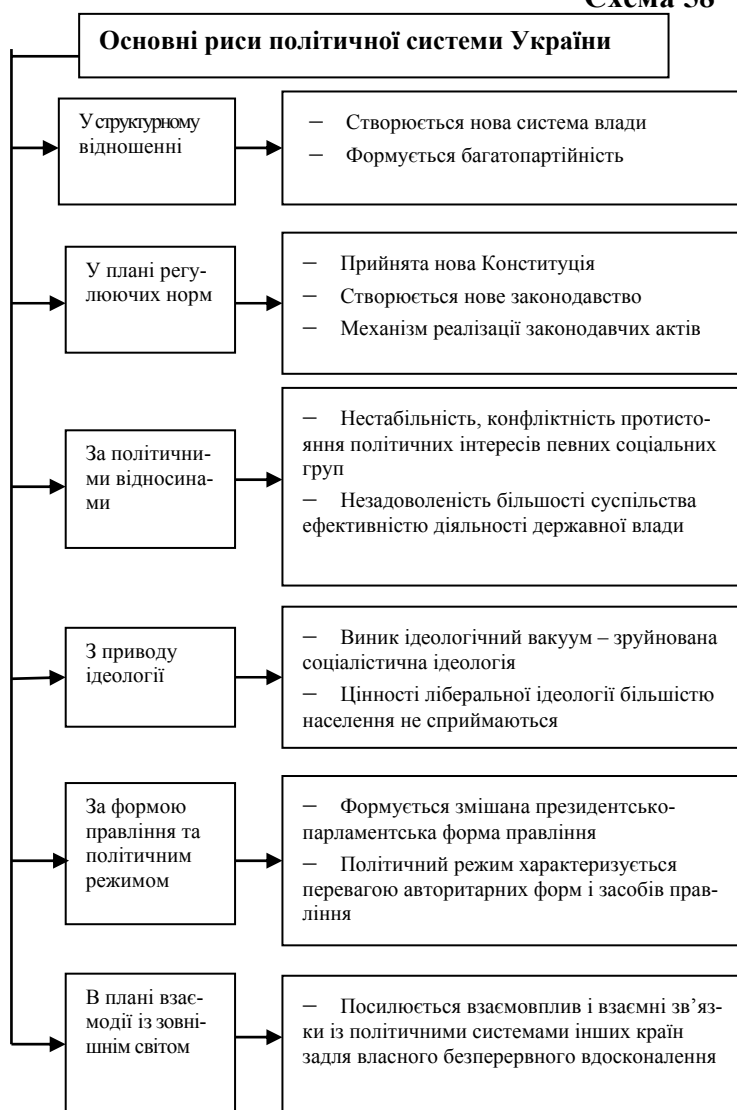 Схема 38
Основні риси політичної системи України
У структурному
відношенні
— Створюється нова система влади
— Формується багатопартійність
У плані регу-
люючих норм
— Прийнята нова Конституція
— Створюється нове законодавство
— Механізм реалізації законодавчих актів
За політични-
ми відносина-
ми
— Нестабільність, конфліктність протисто-
яння політичних інтересів певних соціальних
груп
— Незадоволеність більшості суспільства
ефективністю діяльності державної влади
З приводу
ідеології
— Виник ідеологічний вакуум – зруйнована
соціалістична ідеологія
— Цінності ліберальної ідеології більшістю
населення не сприймаються
За формою
правління та
політичним
режимом
— Формується змішана президентсько-
парламентська форма правління
— Політичний режим характеризується
перевагою авторитарних форм і засобів прав-
ління
В плані взає-
модії із зовні-
шнім світом
— Посилюється взаємовплив і взаємні зв’яз-
ки із політичними системами інших країн
задля власного безперервного вдосконалення